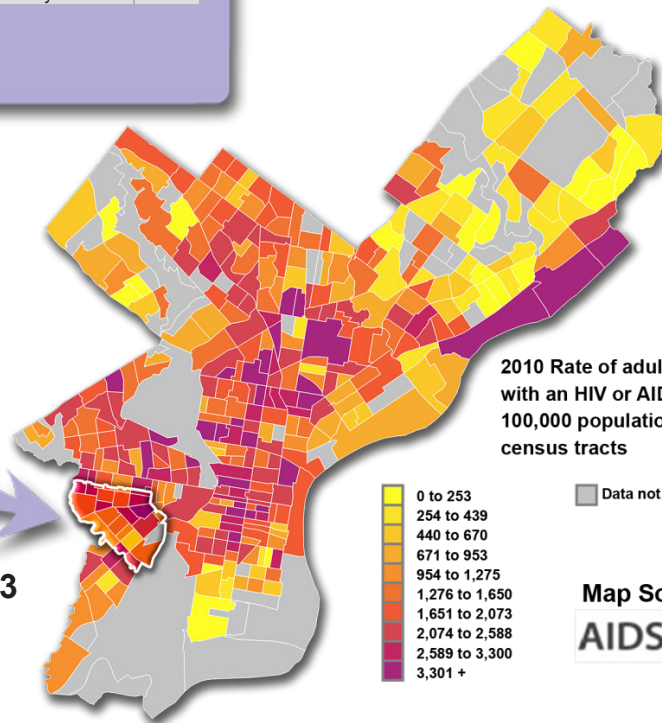 2010 Rate of adul
with an HIV or AID
100,000 populatio
census tracts
0 to 253
254 to 439
440 to 670
671 to 953
954 to 1,275
1,276 to 1,650
1,651 to 2,073
2,074 to 2,588
2,589 to 3,300
3,301 +
Data not
3
Map So
AIDS